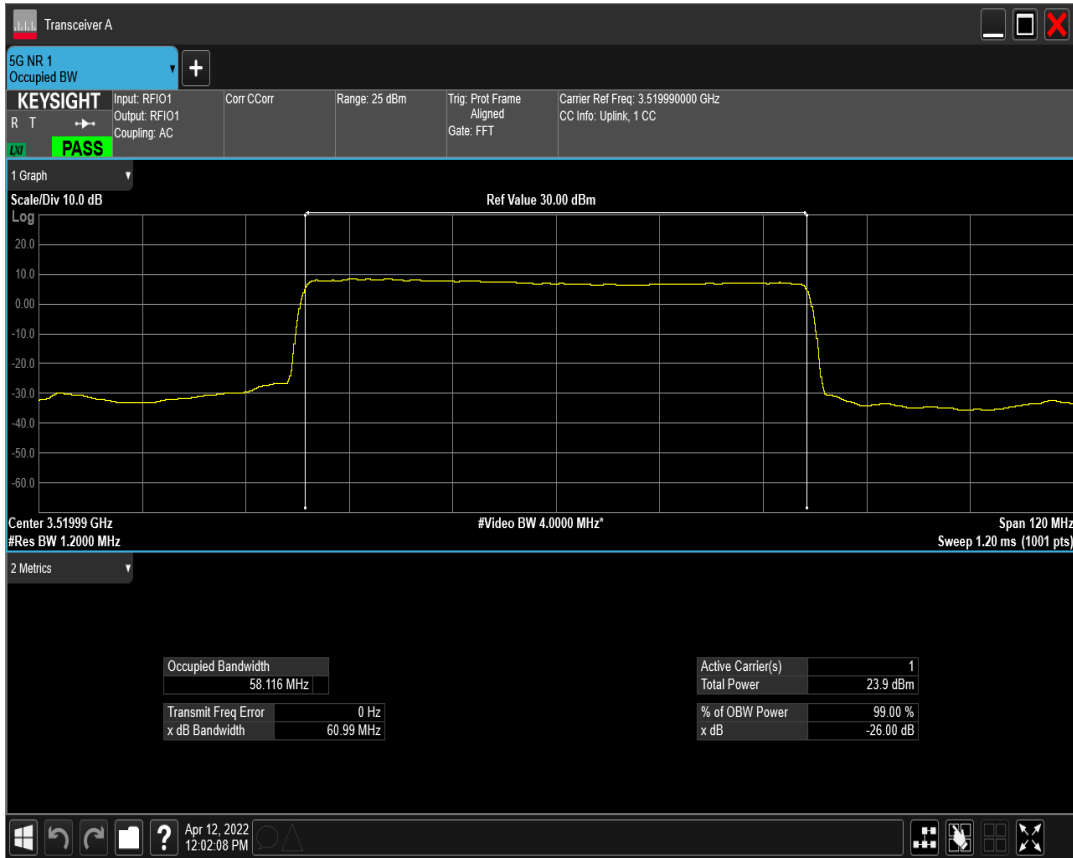 Transceiver A
5G NR 1
Occupied BW
KEYSIGHT
R T
LXI
PASS
Input: RFIO1
Output: RFIO1
Coupling: AC
Corr CCorr
Range: 25 dBm
Trig: Prot Frame
Aligned
Gate: FFT
Carrier Ref Freq: 3.519990000 GHz
CC Info: Uplink, 1 CC
1 Graph
Scale/Div 10.0 dB
Ref Value 30.00 dBm
Log
20.0
10.0
0.00
-10.0
-20.0
-30.0
-40.0
-50.0
-60.0
Center 3.51999 GHz
#Video BW 4.0000 MHz*
Span 120 MHz
#Res BW 1.2000 MHz
Sweep 1.20 ms (1001 pts)
2 Metrics
Occupied Bandwidth
58.116 MHz
Transmit Freq Error 0 Hz
x dB Bandwidth 60.99 MHz
Active Carrier(s) 1
Total Power 23.9 dBm
% of OBW Power 99.00 %
x dB -26.00 dB
?
Apr 12, 2022
12:02:08 PM